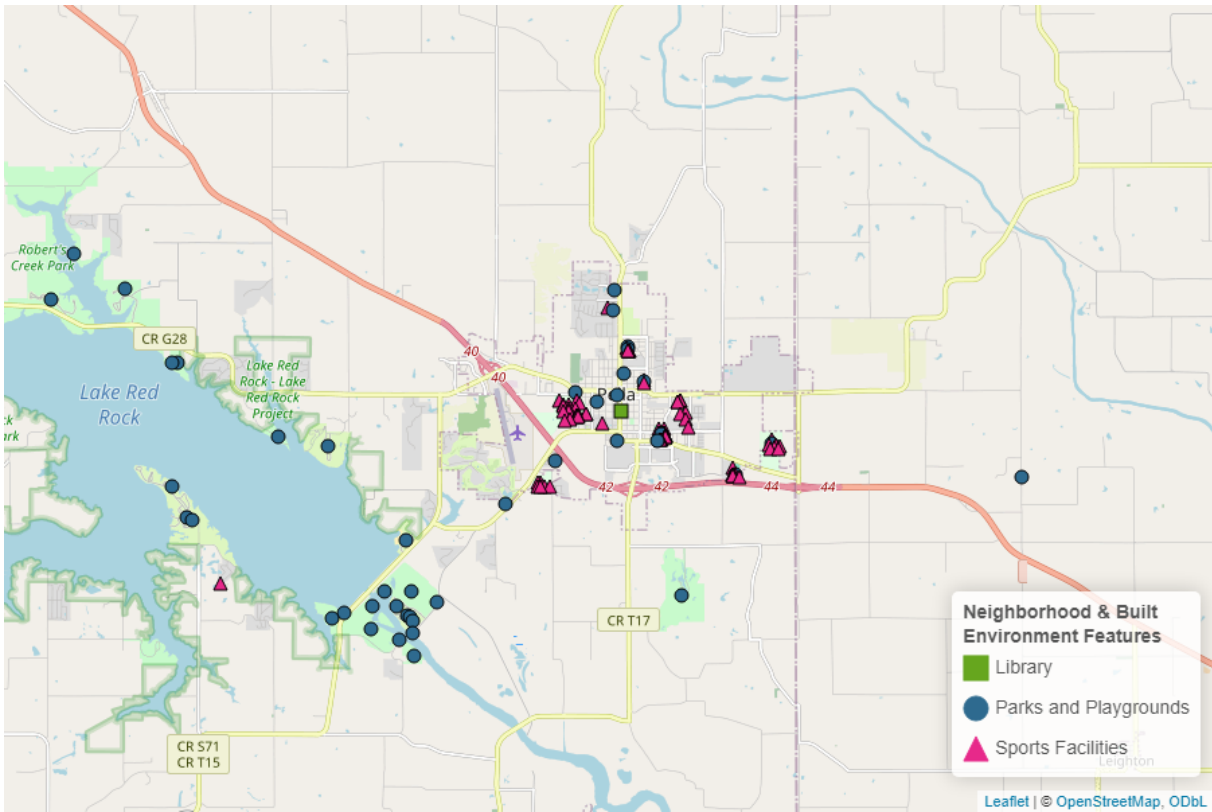 Robert's
Creek Park
CR G28
40
40
Lake Red
Rock - Lake
Red Rock
Project
Lake Red
Rock
ck
ark
42
42
44
44
CR T17
Neighborhood & Built
Environment Features
Library
Parks and Playgrounds
Sports Facilities
CR S71
CR T15
Leighton
Leaflet | © OpenStreetMap, ODbL